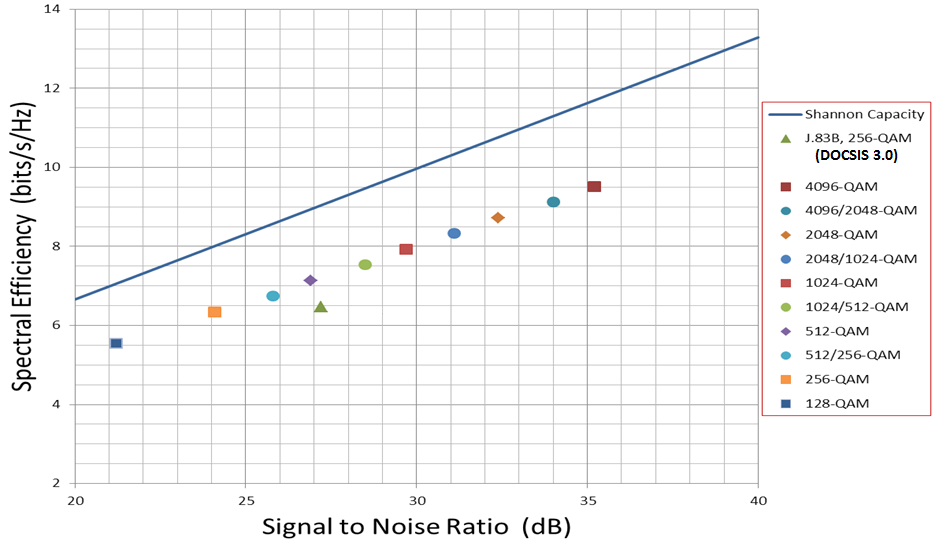 14
12
10
8
6
4
2
20
25
30
35
40
Spectral Efficiency (bits/s/Hz)
Signal to Noise Ratio (dB)
Shannon Capacity
J.83B, 256-QAM
(DOCSIS 3.0)
4096-QAM
4096/2048-QAM
2048-QAM
2048/1024-QAM
1024-QAM
1024/512-QAM
512-QAM
512/256-QAM
256-QAM
128-QAM